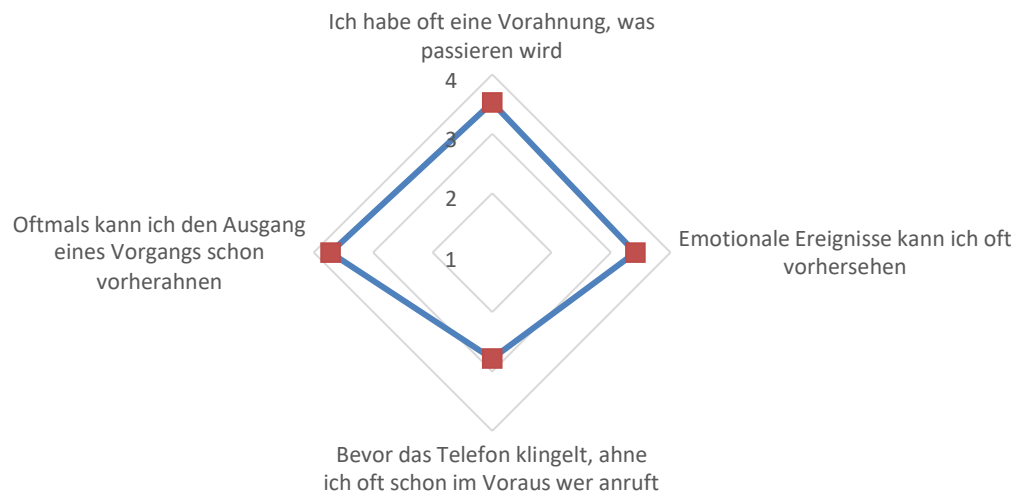 Ich habe oft eine Vorahnung, was
passieren wird
4
3
2
1
Oftmals kann ich den Ausgang
eines Vorgangs schon
vorherahnen
Emotionale Ereignisse kann ich oft
vorhersehen
Bevor das Telefon klingelt, ahne
ich oft schon im Voraus wer anruft